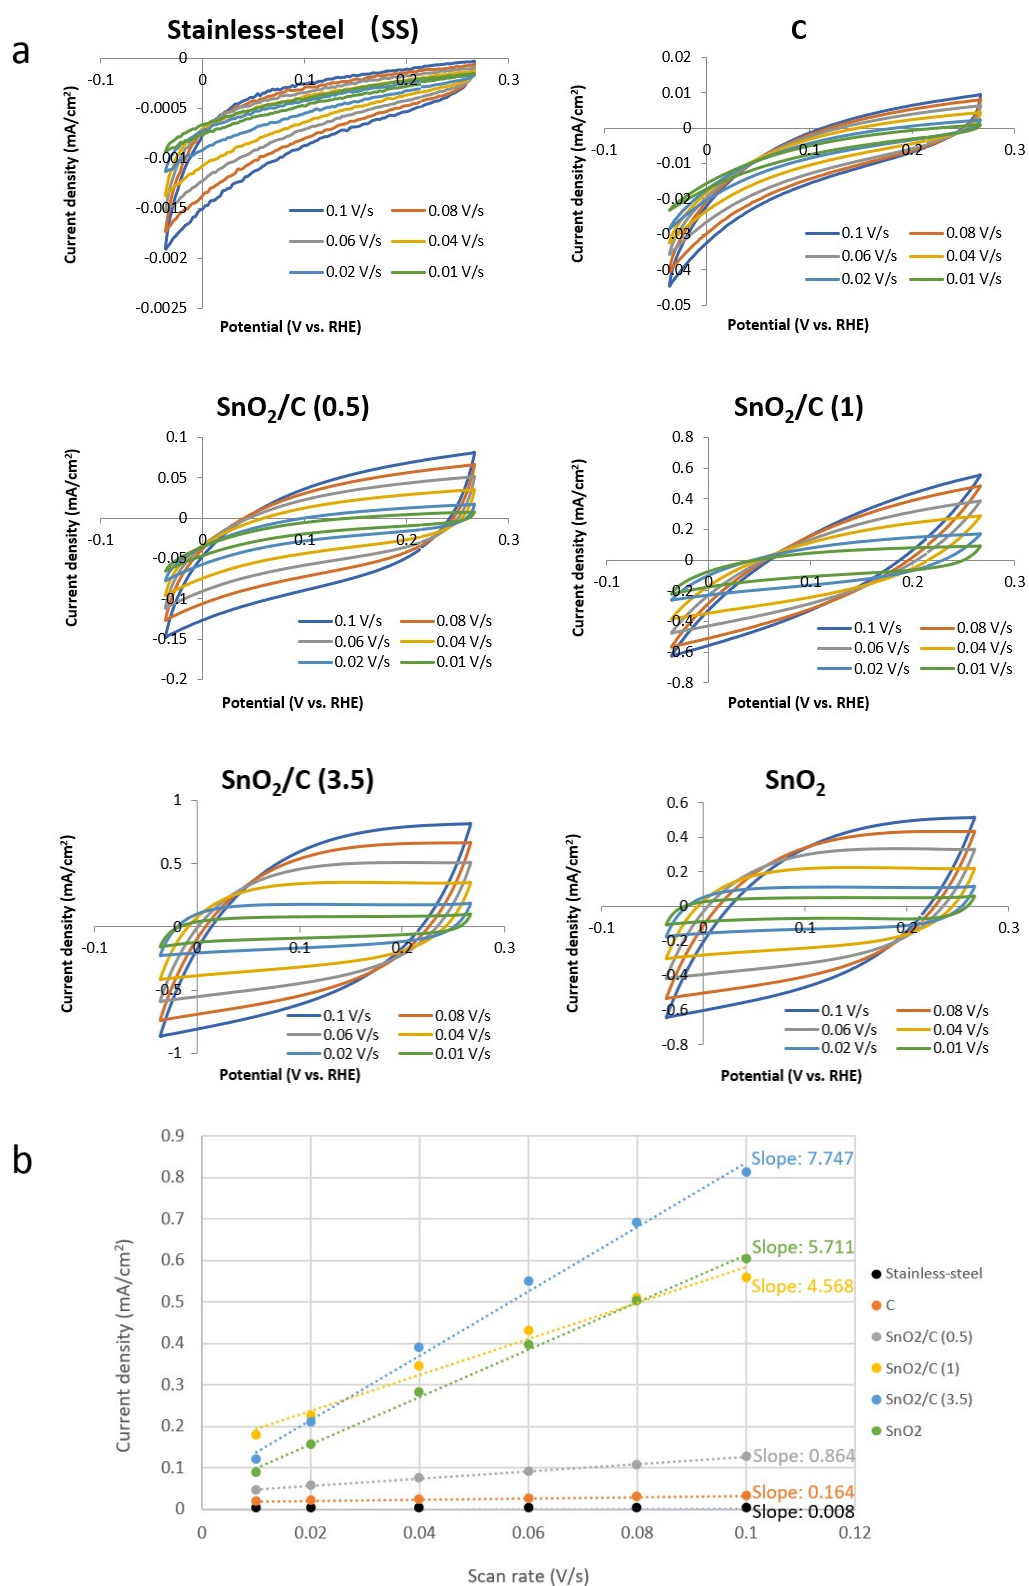 a
Stainless-steel (SS)
0
-0.1 0 0.1 0.2 0.3
-0.0005
-0.001
-0.0015
-0.002
-0.0025
Current density (mA/cm²)
0.1 V/s 0.08 V/s
0.06 V/s 0.04 V/s
0.02 V/s 0.01 V/s
Potential (V vs. RHE)
C
0.02
0.01
0
-0.1 0 0.1 0.2 0.3
-0.01
-0.02
-0.03
-0.04
-0.05
Current density (mA/cm²)
0.1 V/s 0.08 V/s
0.06 V/s 0.04 V/s
0.02 V/s 0.01 V/s
Potential (V vs. RHE)
SnO₂/C (0.5)
0.1
0.05
0
-0.1 0 0.1 0.2 0.3
-0.05
-0.1
-0.15
-0.2
Current density (mA/cm²)
0.1 V/s 0.08 V/s
0.06 V/s 0.04 V/s
0.02 V/s 0.01 V/s
Potential (V vs. RHE)
SnO₂/C (1)
0.8
0.6
0.4
0.2
0
-0.1 0 0.1 0.2 0.3
-0.2
-0.4
-0.6
-0.8
Current density (mA/cm²)
0.1 V/s 0.08 V/s
0.06 V/s 0.04 V/s
0.02 V/s 0.01 V/s
Potential (V vs. RHE)
SnO₂/C (3.5)
1
0.5
0
-0.1 0 0.1 0.2 0.3
-0.5
-1
Current density (mA/cm²)
0.1 V/s 0.08 V/s
0.06 V/s 0.04 V/s
0.02 V/s 0.01 V/s
Potential (V vs. RHE)
SnO₂
0.6
0.4
0.2
0
-0.1 0 0.1 0.2 0.3
-0.2
-0.4
-0.6
-0.8
Current density (mA/cm²)
0.1 V/s 0.08 V/s
0.06 V/s 0.04 V/s
0.02 V/s 0.01 V/s
Potential (V vs. RHE)
b
0.9
0.8
0.7
0.6
0.5
0.4
0.3
0.2
0.1
0
Current density (mA/cm²)
Slope: 7.747
Slope: 5.711
Slope: 4.568
Slope: 0.864
Slope: 0.164
Slope: 0.008
Stainless-steel
C
SnO2/C (0.5)
SnO2/C (1)
SnO2/C (3.5)
SnO2
0 0.02 0.04 0.06 0.08 0.1 0.12
Scan rate (V/s)